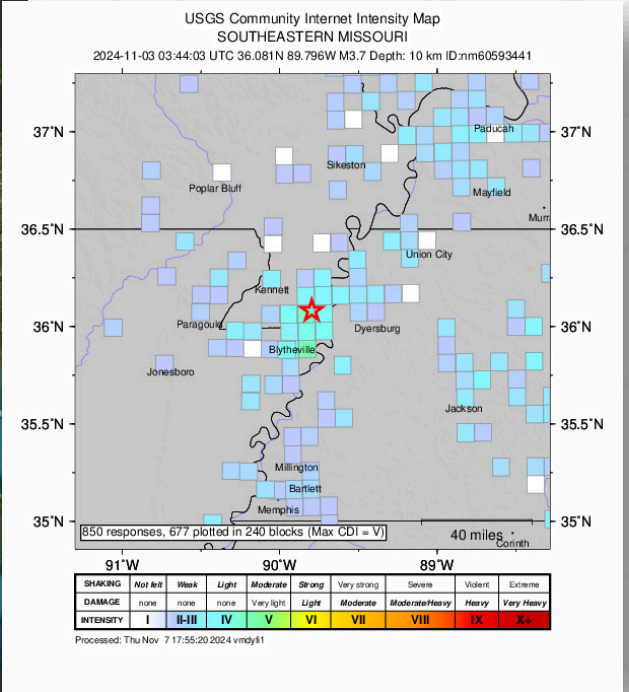 USGS Community Internet Intensity Map
SOUTHEASTERN MISSOURI
2024-11-03 03:44:03 UTC 36.081N 89.796W M3.7 Depth: 10 km ID:nm60593441
37°N
Paducah
37°N
Sikeston
Poplar Bluff
Mayfield
36.5°N
Murra
36.5°N
Union City
Kennett
36°N
Paragould
Dyersburg
36°N
Blytheville
Jonesboro
Jackson
35.5°N
35.5°N
Millington
Bartlett
Memphis
35°N
850 responses, 677 plotted in 240 blocks (Max CDI = V)
40 miles
35°N
Corinth
91°W 90°W 89°W
SHAKING Not felt Weak Light Moderate Strong Very strong Severe Violent Extreme
DAMAGE none none none Very light Light Moderate Moderate/Heavy Heavy Very Heavy
INTENSITY I II-III IV V VI VII VIII IX X+
Processed: Thu Nov 7 17:55:20 2024 vmdyfi1